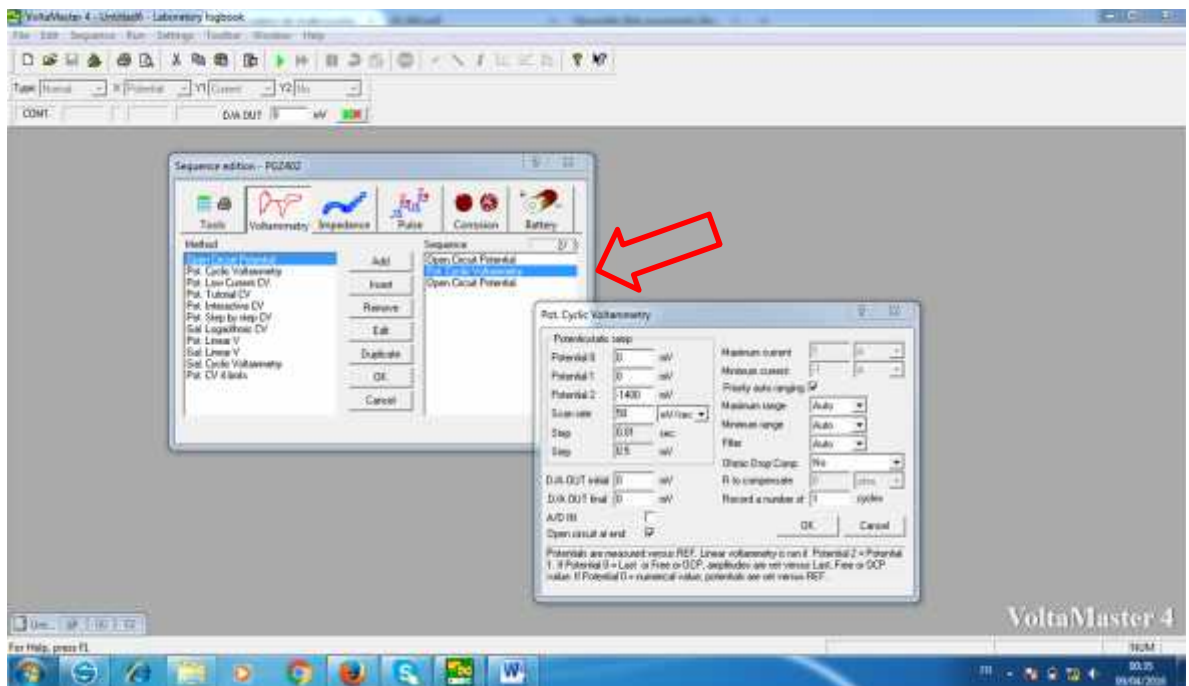 VoltaMaster 4 - Untitled6 - Laboratory logbook
File Edit Sequence Run Settings Toolbar Window Help
Type Normal X Potential Y1 Current Y2 No
CONT. D/A OUT 0 mV
Sequence edition - PGZ402
Tools Voltammetry Impedance Pulse Corrosion Battery
Method
Open Circuit Potential
Pot. Cyclic Voltammetry
Pot. Low Current CV
Pot. Tutorial CV
Pot. Interactive CV
Pot. Step by step CV
Gal. Logarithmic CV
Pot. Linear V
Gal. Linear V
Gal. Cyclic Voltammetry
Pot. CV 4 limits
Add
Insert
Remove
Edit
Duplicate
OK
Cancel
Sequence 2/ 3
Open Circuit Potential
Pot. Cyclic Voltammetry
Open Circuit Potential
Pot. Cyclic Voltammetry
Potentiostatic setup
Potential 0 0 mV
Potential 1 0 mV
Potential 2 -1400 mV
Scan rate 50 mV/sec
Step 0.01 sec
Step 0.5 mV
D/A OUT initial 0 mV
D/A OUT final 0 mV
A/D IN
Open circuit at end
Maximum current 1 A
Minimum current -1 A
Priority auto ranging
Maximum range Auto
Minimum range Auto
Filter Auto
Ohmic Drop Comp. No
R to compensate 0 ohm
Record a number of 1 cycles
OK Cancel
Potentials are measured versus REF. Linear voltammetry is run if Potential 2 = Potential
1. If Potential 0 = Last or Free or OCP, amplitudes are set versus Last, Free or OCP
value. If Potential 0 = numerical value, potentials are set versus REF.
VoltaMaster 4
For Help, press F1
NUM
FR
00:35
09/04/2016